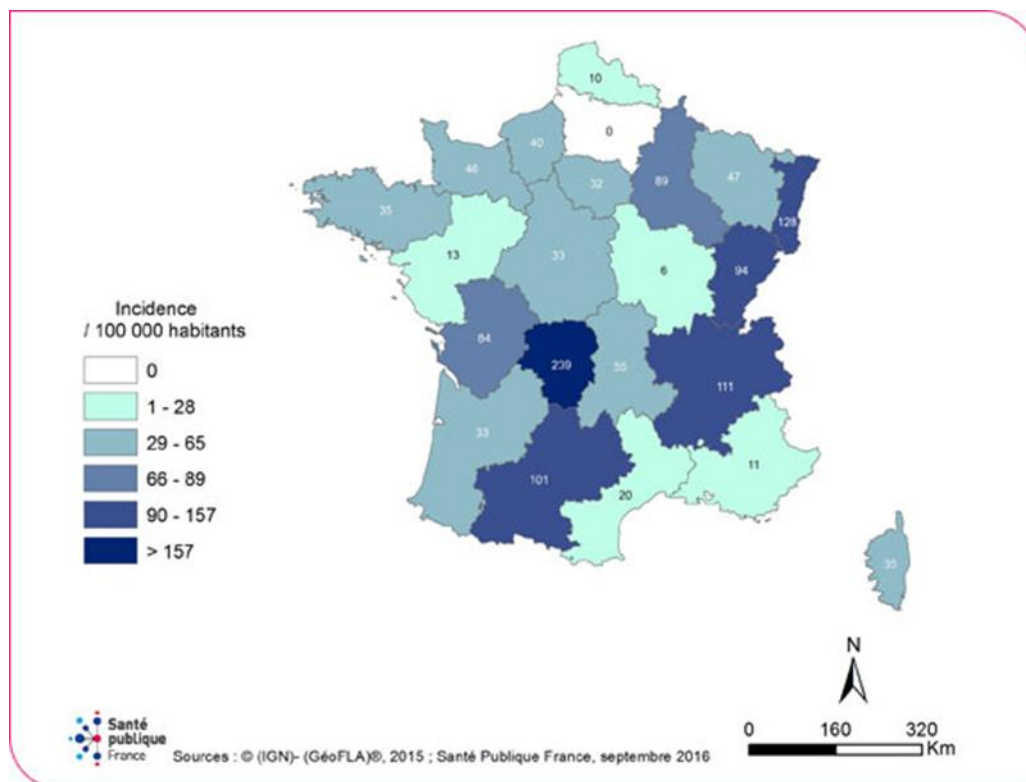 10
0
40
46
32
89
47
128
35
13
33
6
94
84
239
55
111
33
101
20
11
35
Incidence
/ 100 000 habitants
0
1 - 28
29 - 65
66 - 89
90 - 157
> 157
N
0 160 320
Km
Santé
publique
France
Sources : © (IGN)- (GéoFLA)®, 2015 ; Santé Publique France, septembre 2016